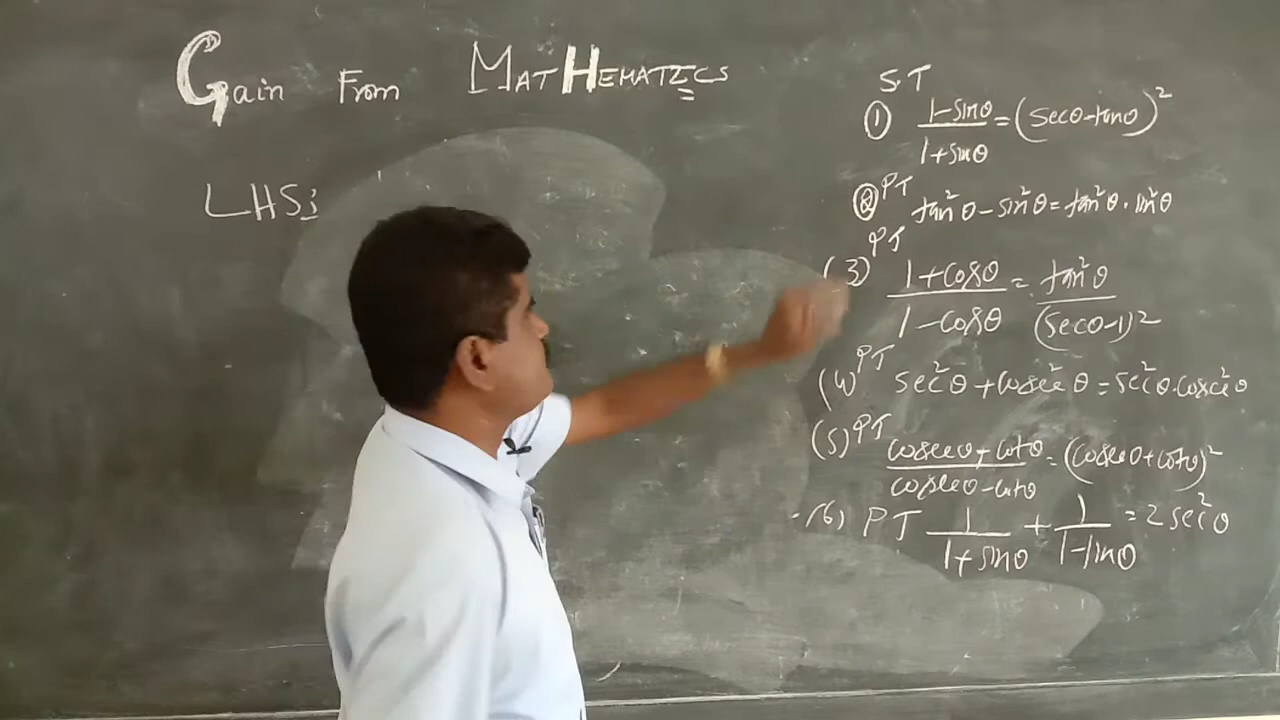 Gain From MATHEMATICS
LHS:
S.T
① 1-sinθ/1+sinθ = (secθ-tanθ)²
② PT tan²θ - sin²θ = tan²θ . sin²θ
(3) PT 1+cosθ/1-cosθ = tan²θ/(secθ-1)²
(4) PT sec²θ + cosec²θ = sec²θ.cosec²θ
(5) PT cosecθ+cotθ/cosecθ-cotθ = (cosecθ+cotθ)²
(6) PT 1/1+sinθ + 1/1-sinθ = 2sec²θ